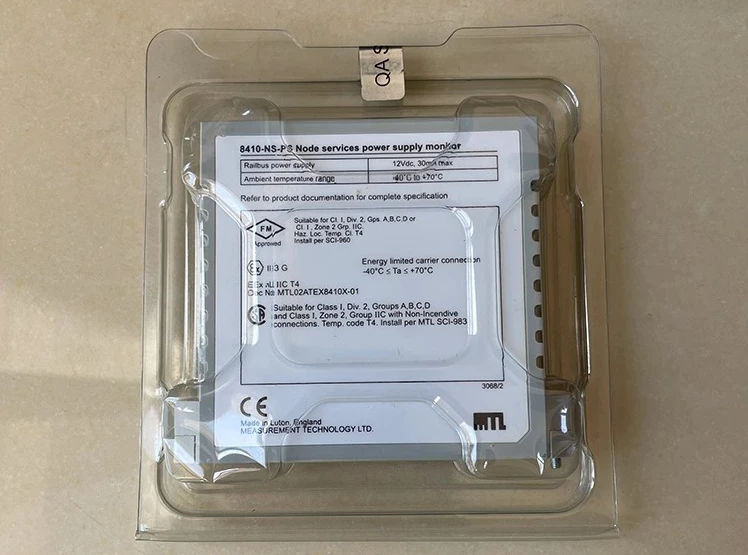 QA S
8410-NS-PS Node services power supply monitor
Railbus power supply 12Vdc, 30mA max
Ambient temperature range -40°C to +70°C
Refer to product documentation for complete specification
FM
Approved
Suitable for Cl. I, Div. 2, Gps. A,B,C,D or
Cl. I , Zone 2 Grp. IIC.
Haz. Loc. Temp. Cl. T4
Install per SCI-960
Ex II 3 G
Energy limited carrier connection
-40°C ≤ Ta ≤ +70°C
EEx nL IIC T4
Doc No MTL02ATEX8410X-01
Suitable for Class I, Div. 2, Groups A,B,C,D
and Class I, Zone 2, Group IIC with Non-Incendive
connections. Temp. code T4. Install per MTL SCI-983
3068/2
CE
Made in Luton, England
MEASUREMENT TECHNOLOGY LTD.
MTL